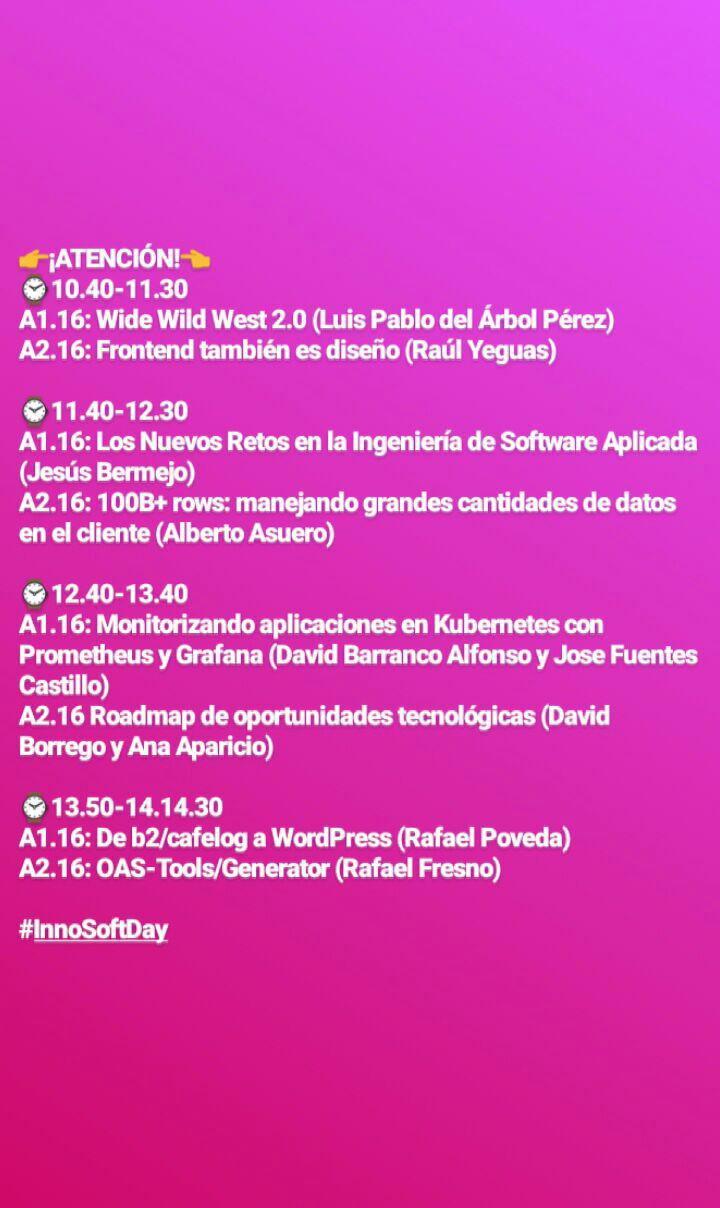 👉¡ATENCIÓN!👈
⌚10.40-11.30
A1.16: Wide Wild West 2.0 (Luis Pablo del Árbol Pérez)
A2.16: Frontend también es diseño (Raúl Yeguas)
⌚11.40-12.30
A1.16: Los Nuevos Retos en la Ingeniería de Software Aplicada
(Jesús Bermejo)
A2.16: 100B+ rows: manejando grandes cantidades de datos
en el cliente (Alberto Asuero)
⌚12.40-13.40
A1.16: Monitorizando aplicaciones en Kubernetes con
Prometheus y Grafana (David Barranco Alfonso y Jose Fuentes
Castillo)
A2.16 Roadmap de oportunidades tecnológicas (David
Borrego y Ana Aparicio)
⌚13.50-14.14.30
A1.16: De b2/cafelog a WordPress (Rafael Poveda)
A2.16: OAS-Tools/Generator (Rafael Fresno)
#InnoSoftDay